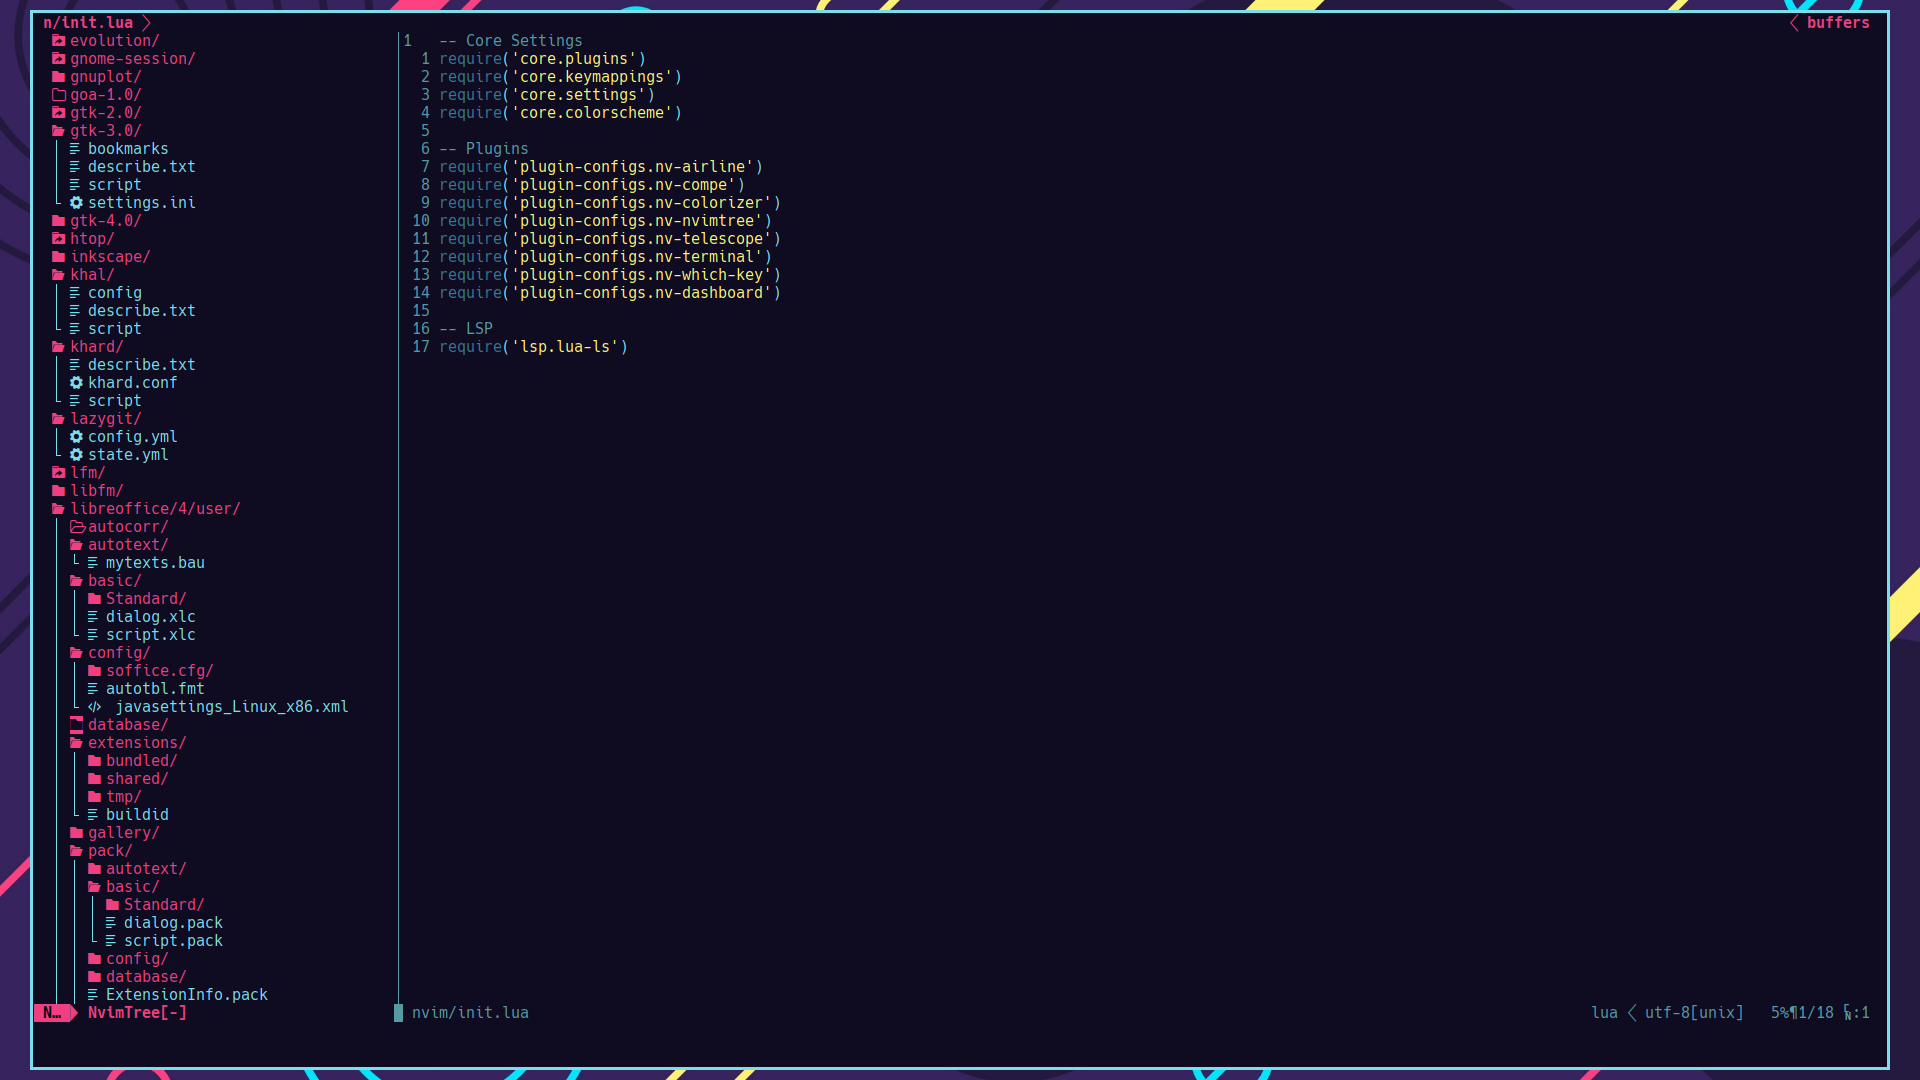 n/init.lua
buffers
evolution/
gnome-session/
gnuplot/
goa-1.0/
gtk-2.0/
gtk-3.0/
bookmarks
describe.txt
script
settings.ini
gtk-4.0/
htop/
inkscape/
khal/
config
describe.txt
script
khard/
describe.txt
khard.conf
script
lazygit/
config.yml
state.yml
lfm/
libfm/
libreoffice/4/user/
autocorr/
autotext/
mytexts.bau
basic/
Standard/
dialog.xlc
script.xlc
config/
soffice.cfg/
autotbl.fmt
javasettings_Linux_x86.xml
database/
extensions/
bundled/
shared/
tmp/
buildid
gallery/
pack/
autotext/
basic/
Standard/
dialog.pack
script.pack
config/
database/
ExtensionInfo.pack
1 -- Core Settings
1 require('core.plugins')
2 require('core.keymappings')
3 require('core.settings')
4 require('core.colorscheme')
5
6 -- Plugins
7 require('plugin-configs.nv-airline')
8 require('plugin-configs.nv-compe')
9 require('plugin-configs.nv-colorizer')
10 require('plugin-configs.nv-nvimtree')
11 require('plugin-configs.nv-telescope')
12 require('plugin-configs.nv-terminal')
13 require('plugin-configs.nv-which-key')
14 require('plugin-configs.nv-dashboard')
15
16 -- LSP
17 require('lsp.lua-ls')
N… NvimTree[-]
nvim/init.lua
lua utf-8[unix] 5%¶1/18 ␤:1